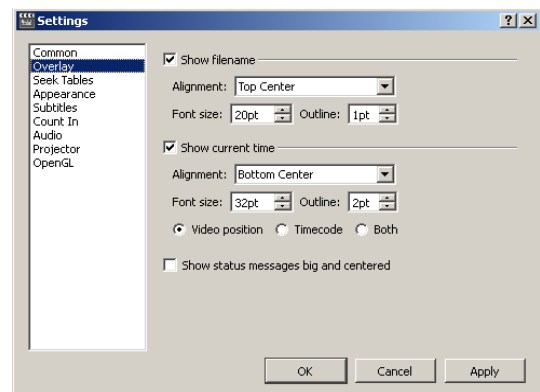 Settings
Common
Overlay
Seek Tables
Appearance
Subtitles
Count In
Audio
Projector
OpenGL
Show filename
Alignment: Top Center
Font size: 20pt Outline: 1pt
Show current time
Alignment: Bottom Center
Font size: 32pt Outline: 2pt
Video position Timecode Both
Show status messages big and centered
OK Cancel Apply